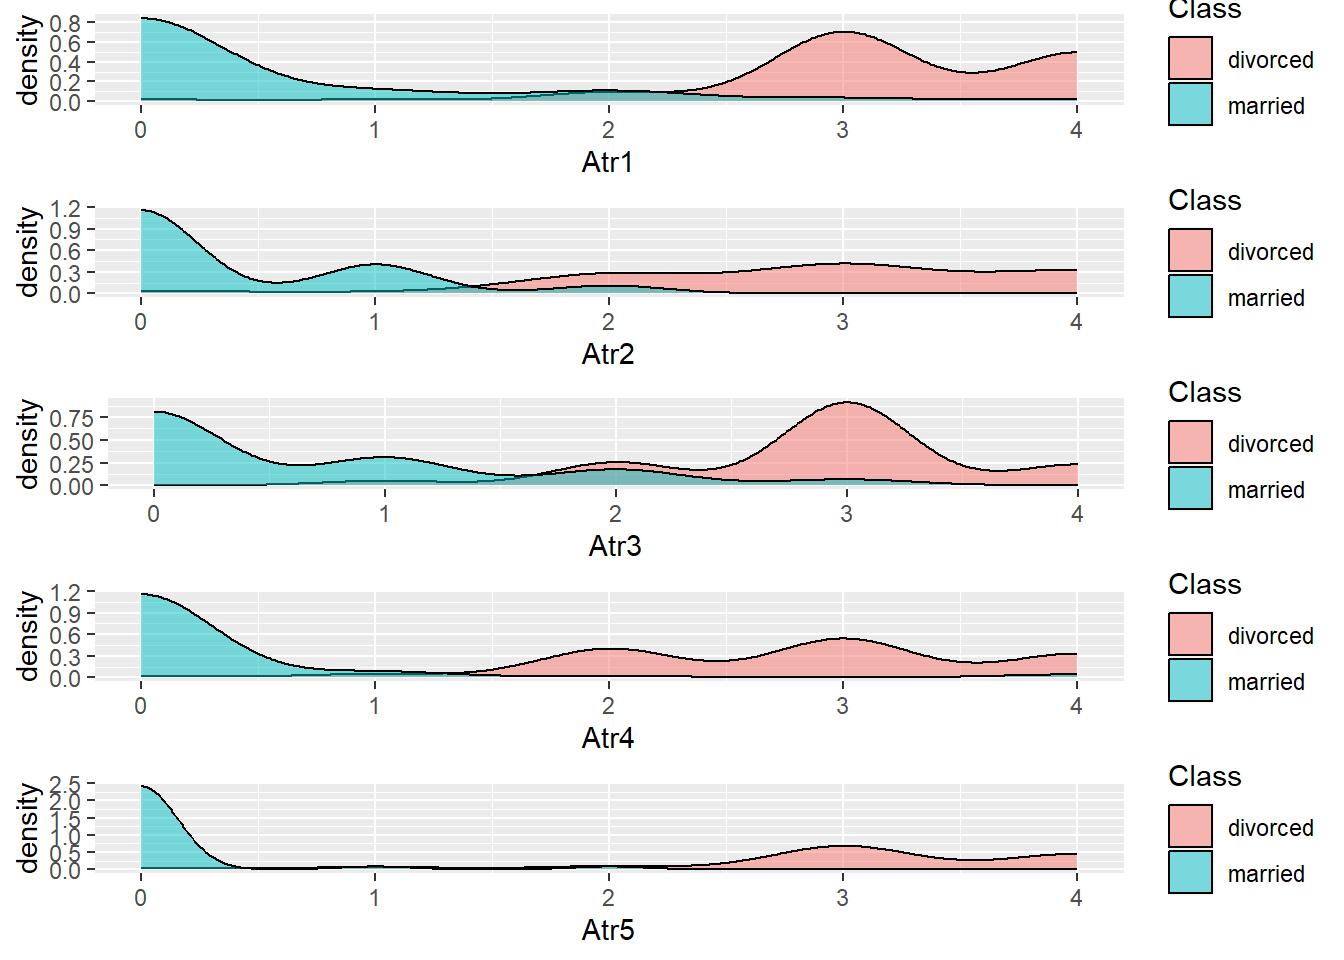 density
0.8
0.6
0.4
0.2
0.0
0 1 2 3 4
Atr1
Class
divorced
married
density
1.2
0.9
0.6
0.3
0.0
0 1 2 3 4
Atr2
Class
divorced
married
density
0.75
0.50
0.25
0.00
0 1 2 3 4
Atr3
Class
divorced
married
density
1.2
0.9
0.6
0.3
0.0
0 1 2 3 4
Atr4
Class
divorced
married
density
2.5
2.0
1.5
1.0
0.5
0.0
0 1 2 3 4
Atr5
Class
divorced
married